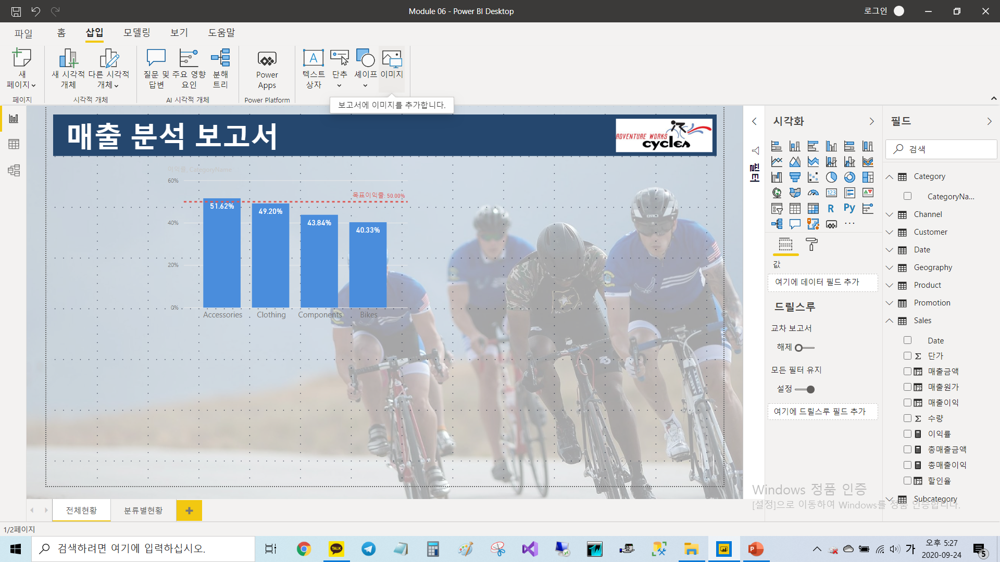 Module 06 - Power BI Desktop
로그인
파일
홈
삽입
모델링
보기
도움말
새 페이지
새 시각적 개체
다른 시각적 개체
질문 및 답변
주요 영향 요인
분해 트리
Power Apps
텍스트 상자
단추
셰이프
이미지
페이지
시각적 개체
AI 시각적 개체
Power Platform
보고서에 이미지를 추가합니다.
매출 분석 보고서
ADVENTURE WORKS
cycles
이익률, CategoryName
60%
40%
20%
0%
목표이익줄: 50.00%
51.62%
49.20%
43.84%
40.33%
Accessories
Clothing
Components
Bikes
필터
시각화
123
R
Py
값
여기에 데이터 필드 추가
드릴스루
교차 보고서
해제
모든 필터 유지
설정
여기에 드릴스루 필드 추가
필드
검색
Category
CategoryNa...
Channel
Customer
Date
Geography
Product
Promotion
Sales
Date
단가
매출금액
매출원가
매출이익
수량
이익률
총매출금액
총매출이익
할인율
Subcategory
Windows 정품 인증
[설정]으로 이동하여 Windows를 정품 인증합니다.
전체현황
분류별현황
1/2페이지
검색하려면 여기에 입력하십시오.
TALK
가
오후 5:27
2020-09-24
5